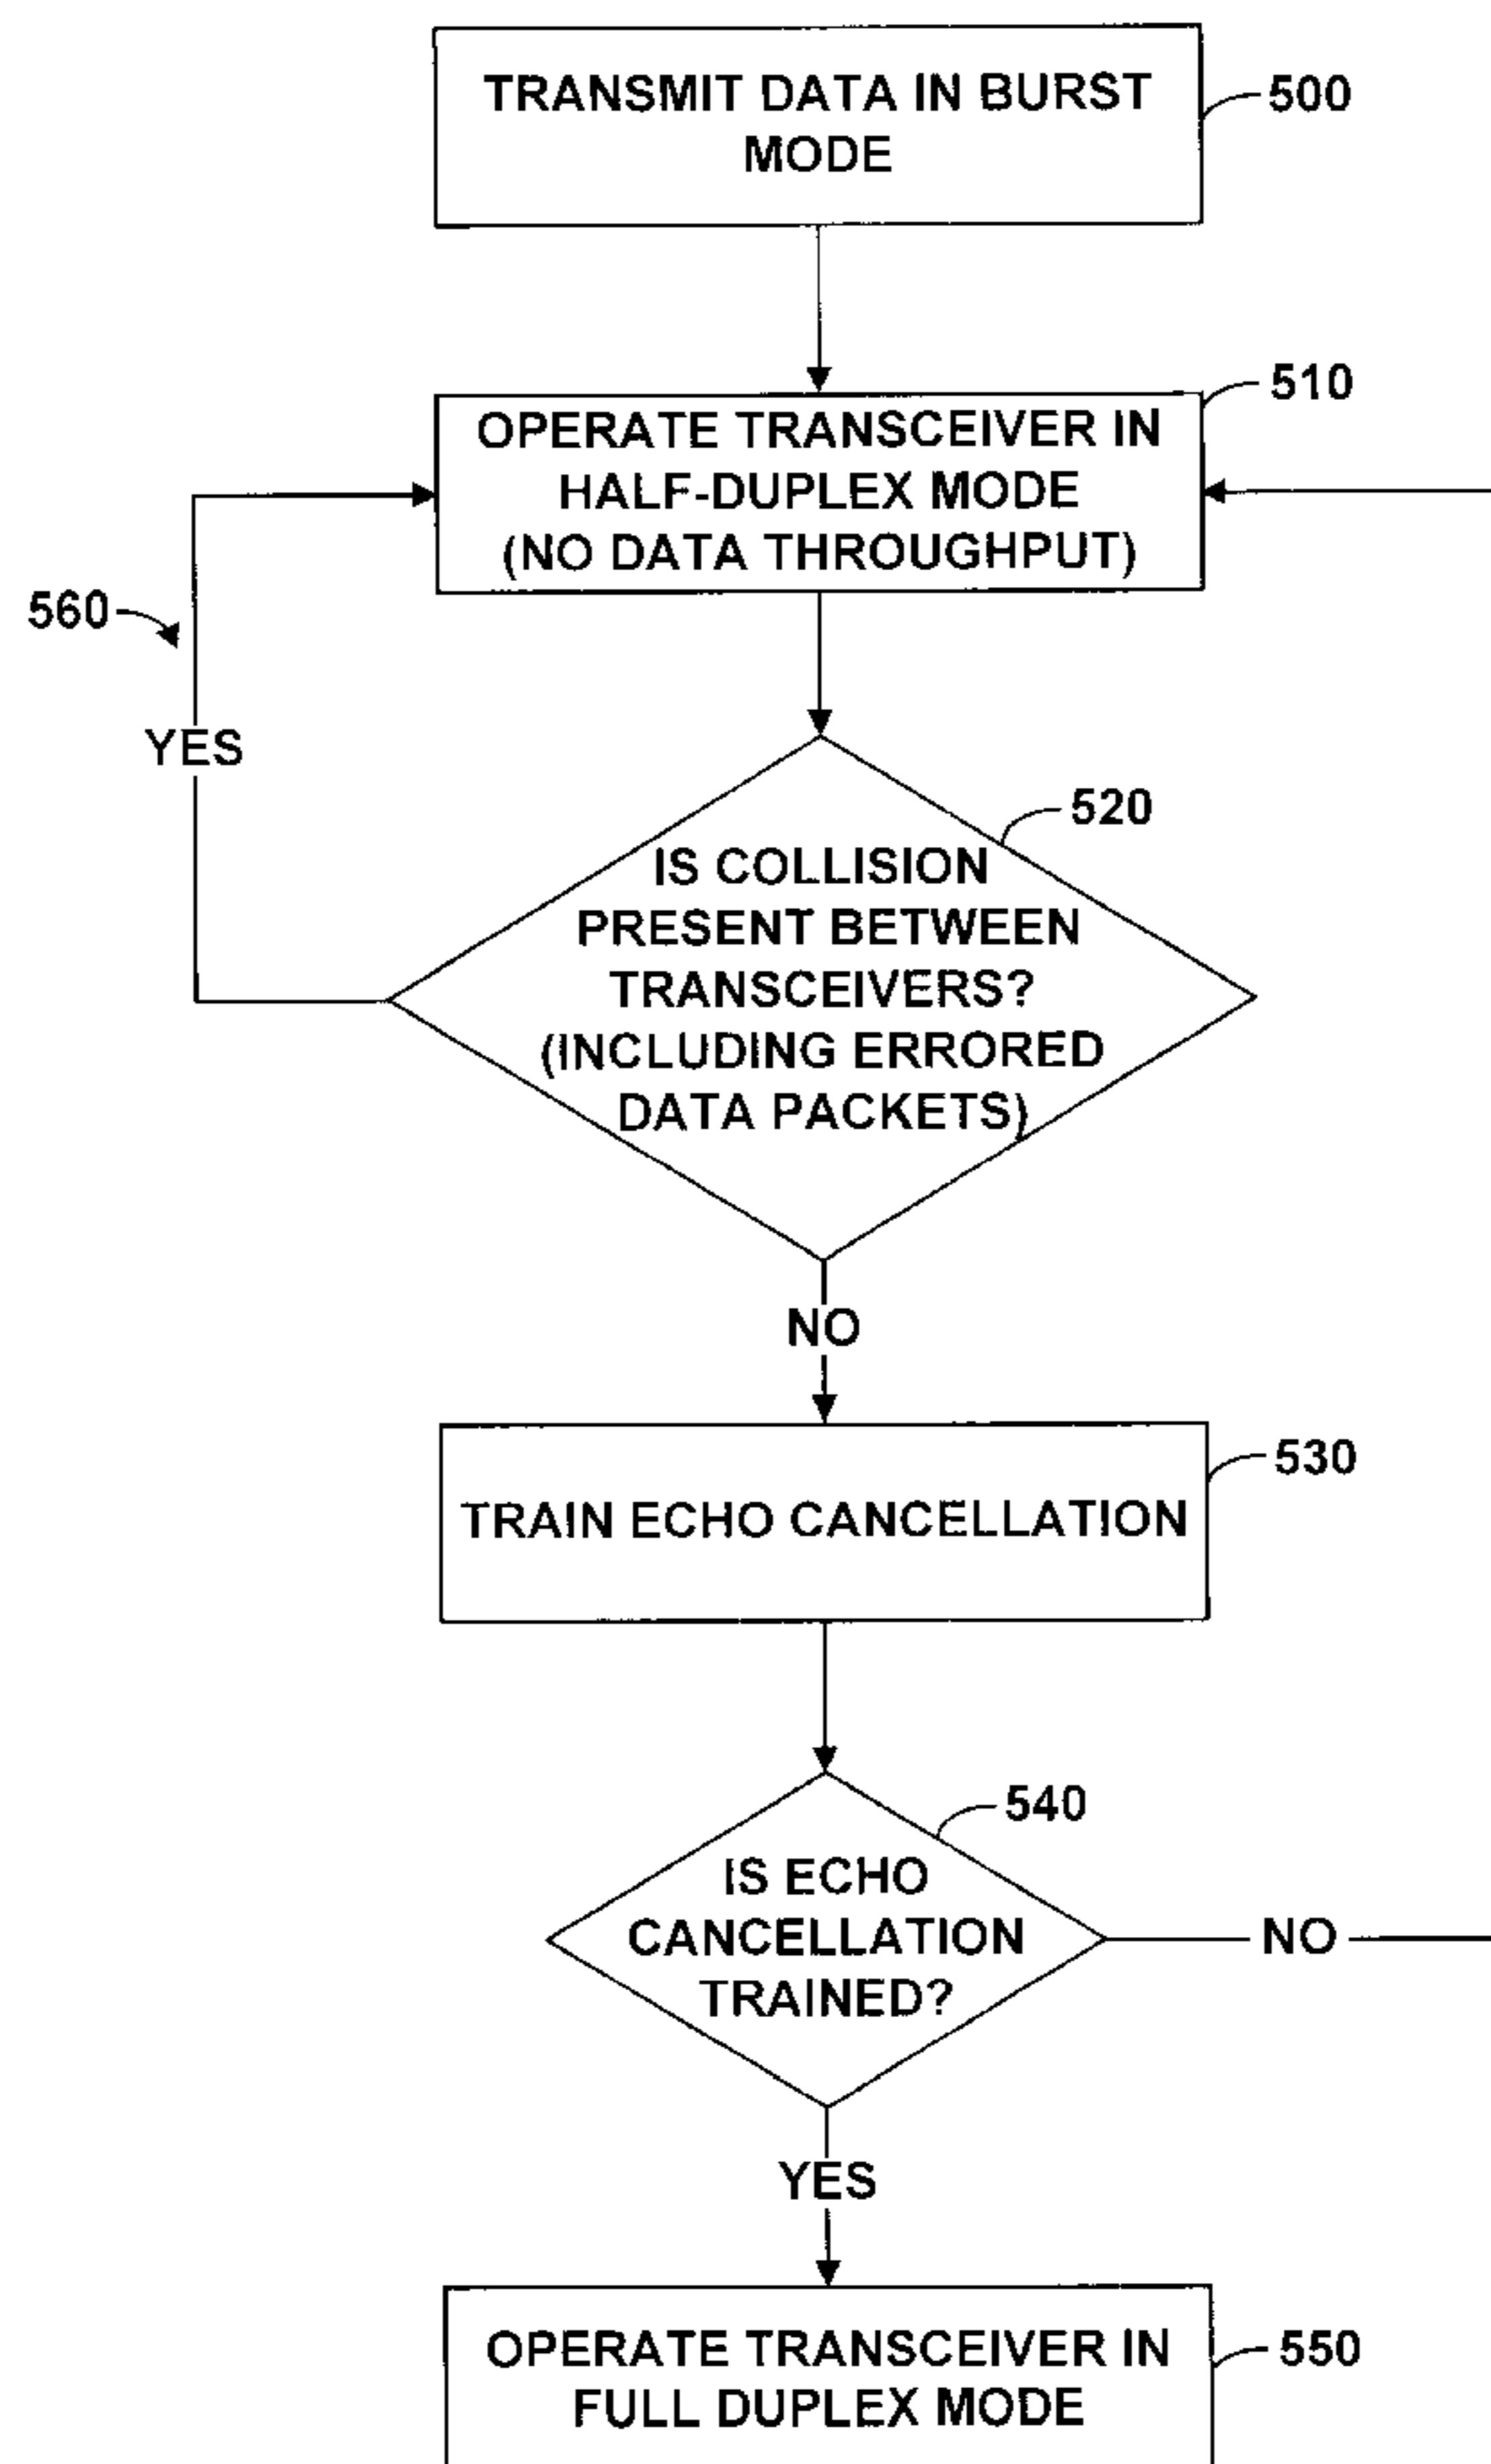 TRANSMIT DATA IN BURST
MODE
500
510
OPERATE TRANSCEIVER IN
HALF-DUPLEX MODE
(NO DATA THROUGHPUT)
560
YES
520
IS COLLISION
PRESENT BETWEEN
TRANSCEIVERS?
(INCLUDING ERRORED
DATA PACKETS)
NO
530
TRAIN ECHO CANCELLATION
540
IS ECHO
CANCELLATION
TRAINED?
NO
YES
OPERATE TRANSCEIVER IN
FULL DUPLEX MODE
550